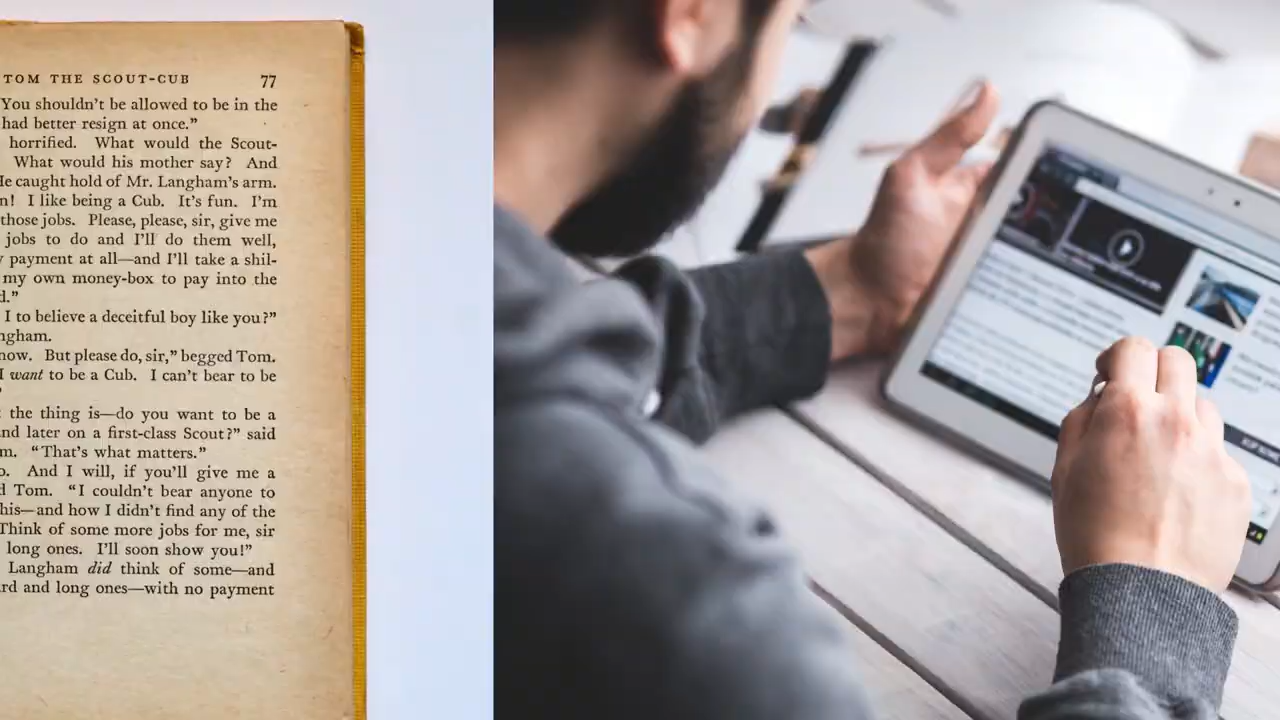 TOM THE SCOUT-CUB 77
You shouldn't be allowed to be in the
had better resign at once."
horrified. What would the Scout-
What would his mother say? And
He caught hold of Mr. Langham's arm.
n! I like being a Cub. It's fun. I'm
those jobs. Please, please, sir, give me
jobs to do and I'll do them well,
y payment at all—and I'll take a shil-
my own money-box to pay into the
d."
I to believe a deceitful boy like you?"
ngham.
now. But please do, sir," begged Tom.
I want to be a Cub. I can't bear to be
the thing is—do you want to be a
nd later on a first-class Scout?" said
m. "That's what matters."
o. And I will, if you'll give me a
d Tom. "I couldn't bear anyone to
his—and how I didn't find any of the
Think of some more jobs for me, sir
long ones. I'll soon show you!"
Langham did think of some—and
rd and long ones—with no payment